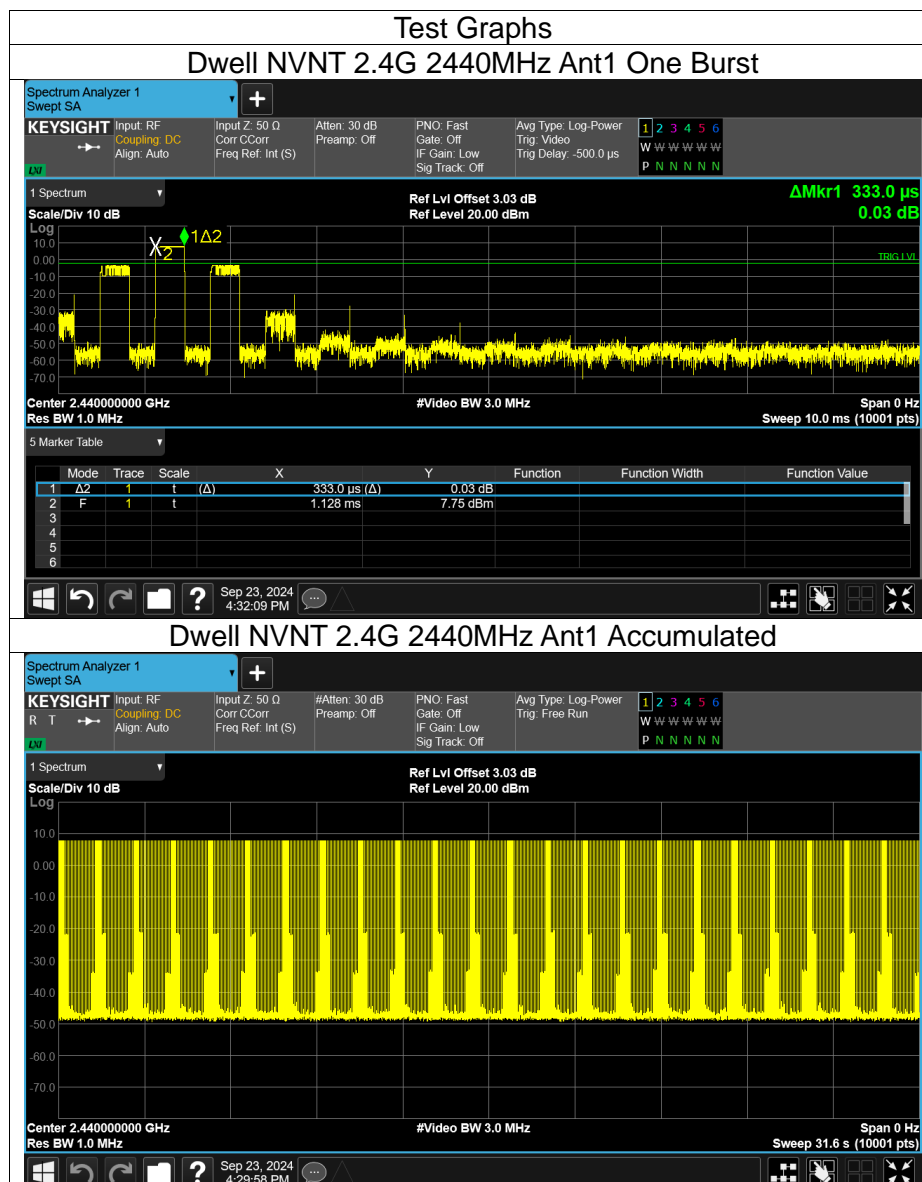 Test Graphs
Dwell NVNT 2.4G 2440MHz Ant1 One Burst
Spectrum Analyzer 1
Swept SA
+
KEYSIGHT Input: RF Input Z: 50 Ω Atten: 30 dB PNO: Fast Avg Type: Log-Power 1 2 3 4 5 6
Coupling: DC Corr CCorr Preamp: Off Gate: Off Trig: Video W W W W W W
Align: Auto Freq Ref: Int (S) IF Gain: Low Trig Delay: -500.0 µs
LXI Sig Track: Off P N N N N N
1 Spectrum Ref Lvl Offset 3.03 dB ΔMkr1 333.0 µs
Scale/Div 10 dB Ref Level 20.00 dBm 0.03 dB
Log
10.0 X2 1Δ2
0.00 TRIG LVL
-10.0
-20.0
-30.0
-40.0
-50.0
-60.0
-70.0
Center 2.440000000 GHz #Video BW 3.0 MHz Span 0 Hz
Res BW 1.0 MHz Sweep 10.0 ms (10001 pts)
5 Marker Table
Mode Trace Scale X Y Function Function Width Function Value
1 Δ2 1 t (Δ) 333.0 µs (Δ) 0.03 dB
2 F 1 t 1.128 ms 7.75 dBm
3
4
5
6
? Sep 23, 2024
4:32:09 PM
Dwell NVNT 2.4G 2440MHz Ant1 Accumulated
Spectrum Analyzer 1
Swept SA
+
KEYSIGHT Input: RF Input Z: 50 Ω #Atten: 30 dB PNO: Fast Avg Type: Log-Power 1 2 3 4 5 6
R T Coupling: DC Corr CCorr Preamp: Off Gate: Off Trig: Free Run W W W W W W
Align: Auto Freq Ref: Int (S) IF Gain: Low
LXI Sig Track: Off P N N N N N
1 Spectrum Ref Lvl Offset 3.03 dB
Scale/Div 10 dB Ref Level 20.00 dBm
Log
10.0
0.00
-10.0
-20.0
-30.0
-40.0
-50.0
-60.0
-70.0
Center 2.440000000 GHz #Video BW 3.0 MHz Span 0 Hz
Res BW 1.0 MHz Sweep 31.6 s (10001 pts)
? Sep 23, 2024
4:29:58 PM